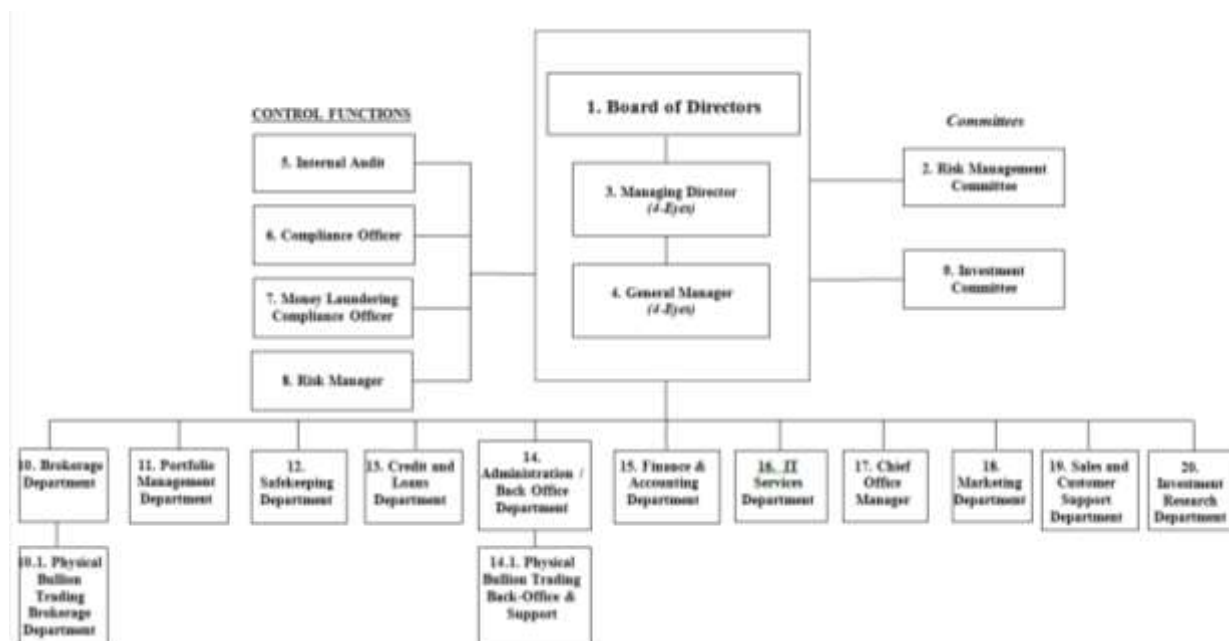 1. Board of Directors
CONTROL FUNCTIONS
Committees
5. Internal Audit
3. Managing Director
(4-Eyes)
2. Risk Management
Committee
6. Compliance Officer
4. General Manager
(4-Eyes)
9. Investment
Committee
7. Money Laundering
Compliance Officer
8. Risk Manager
10. Brokerage
Department
11. Portfolio
Management
Department
12.
Safekeeping
Department
13. Credit and
Loans
Department
14.
Administration /
Back Office
Department
15. Finance &
Accounting
Department
16. IT
Services
Department
17. Chief
Office
Manager
18.
Marketing
Department
19. Sales and
Customer
Support
Department
20.
Investment
Research
Department
10.1. Physical
Bullion
Trading
Brokerage
Department
14.1. Physical
Bullion Trading
Back-Office &
Support